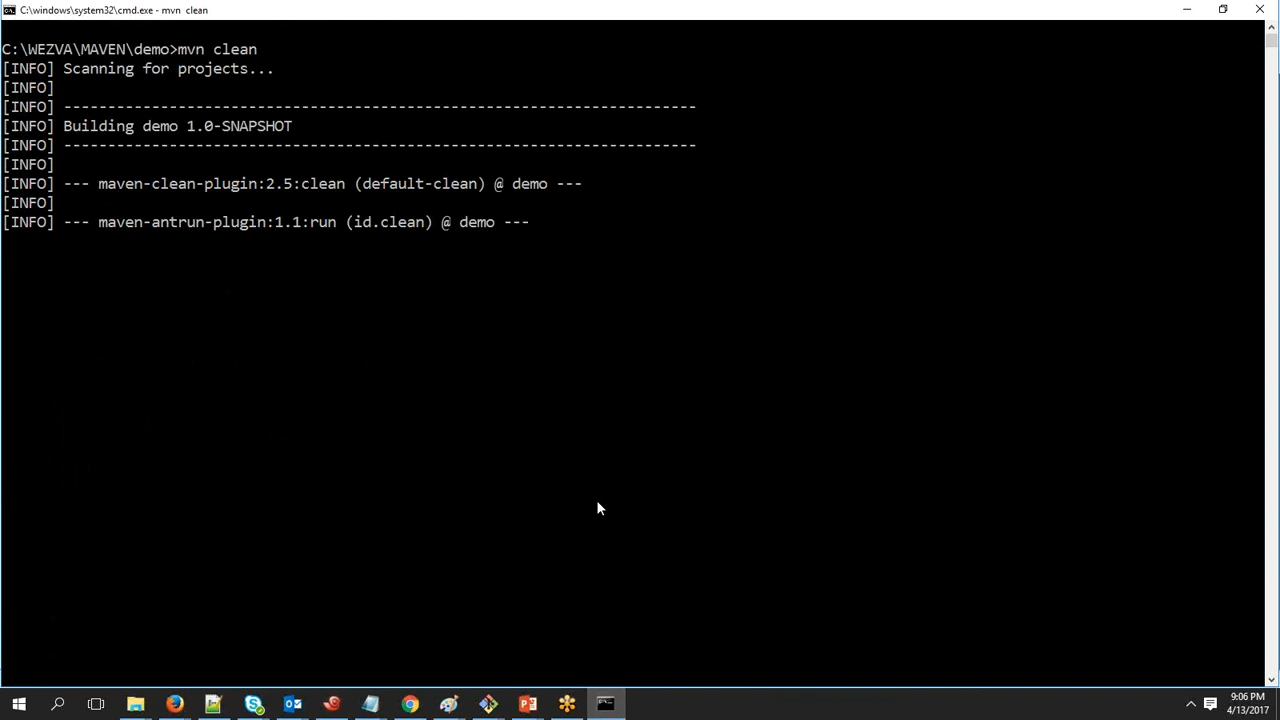 C:\windows\system32\cmd.exe - mvn  clean
C:\WEZVA\MAVEN\demo>mvn clean
[INFO] Scanning for projects...
[INFO]
[INFO] ------------------------------------------------------------------------
[INFO] Building demo 1.0-SNAPSHOT
[INFO] ------------------------------------------------------------------------
[INFO]
[INFO] --- maven-clean-plugin:2.5:clean (default-clean) @ demo ---
[INFO]
[INFO] --- maven-antrun-plugin:1.1:run (id.clean) @ demo ---
9:06 PM
4/13/2017